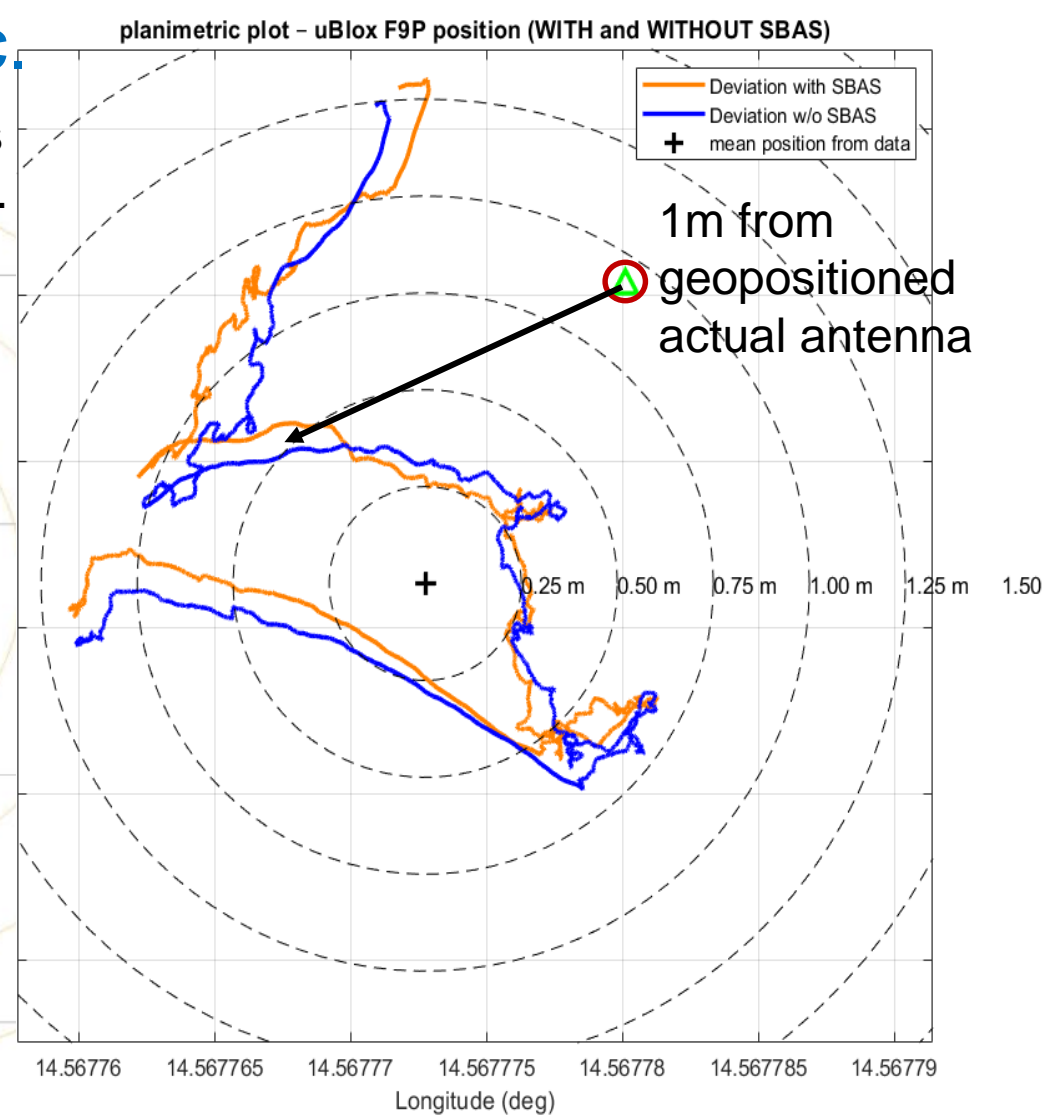 planimetric plot – uBlox F9P position (WITH and WITHOUT SBAS)
c.
Deviation with SBAS
Deviation w/o SBAS
mean position from data
1m from
geopositioned
actual antenna
0.25 m 0.50 m 0.75 m 1.00 m 1.25 m 1.50
14.56776 14.567765 14.56777 14.567775 14.56778 14.567785 14.56779
Longitude (deg)